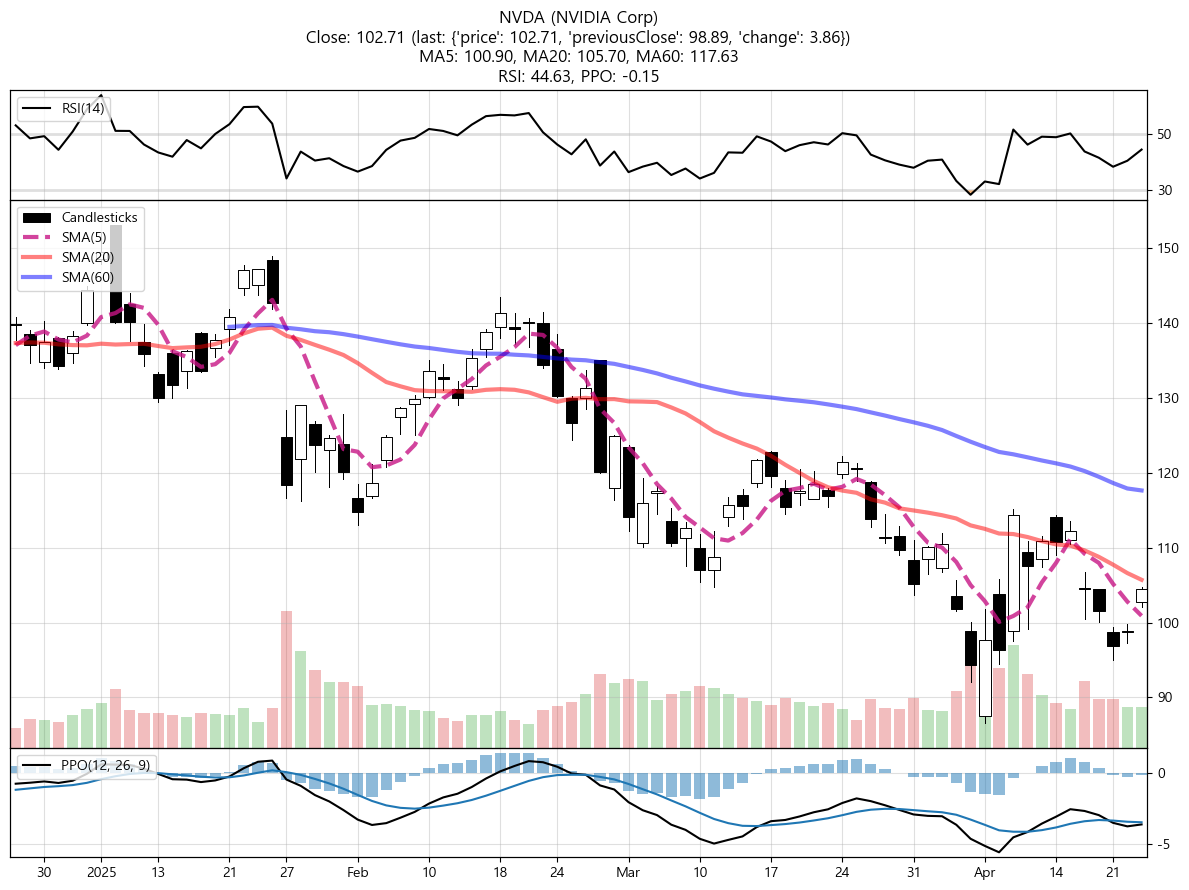 NVDA (NVIDIA Corp)
Close: 102.71 (last: {'price': 102.71, 'previousClose': 98.89, 'change': 3.86})
MA5: 100.90, MA20: 105.70, MA60: 117.63
RSI: 44.63, PPO: -0.15
RSI(14)
50
30
Candlesticks
SMA(5)
SMA(20)
SMA(60)
150
140
130
120
110
100
90
PPO(12, 26, 9)
0
-5
30 2025 13 21 27 Feb 10 18 24 Mar 10 17 24 31 Apr 14 21